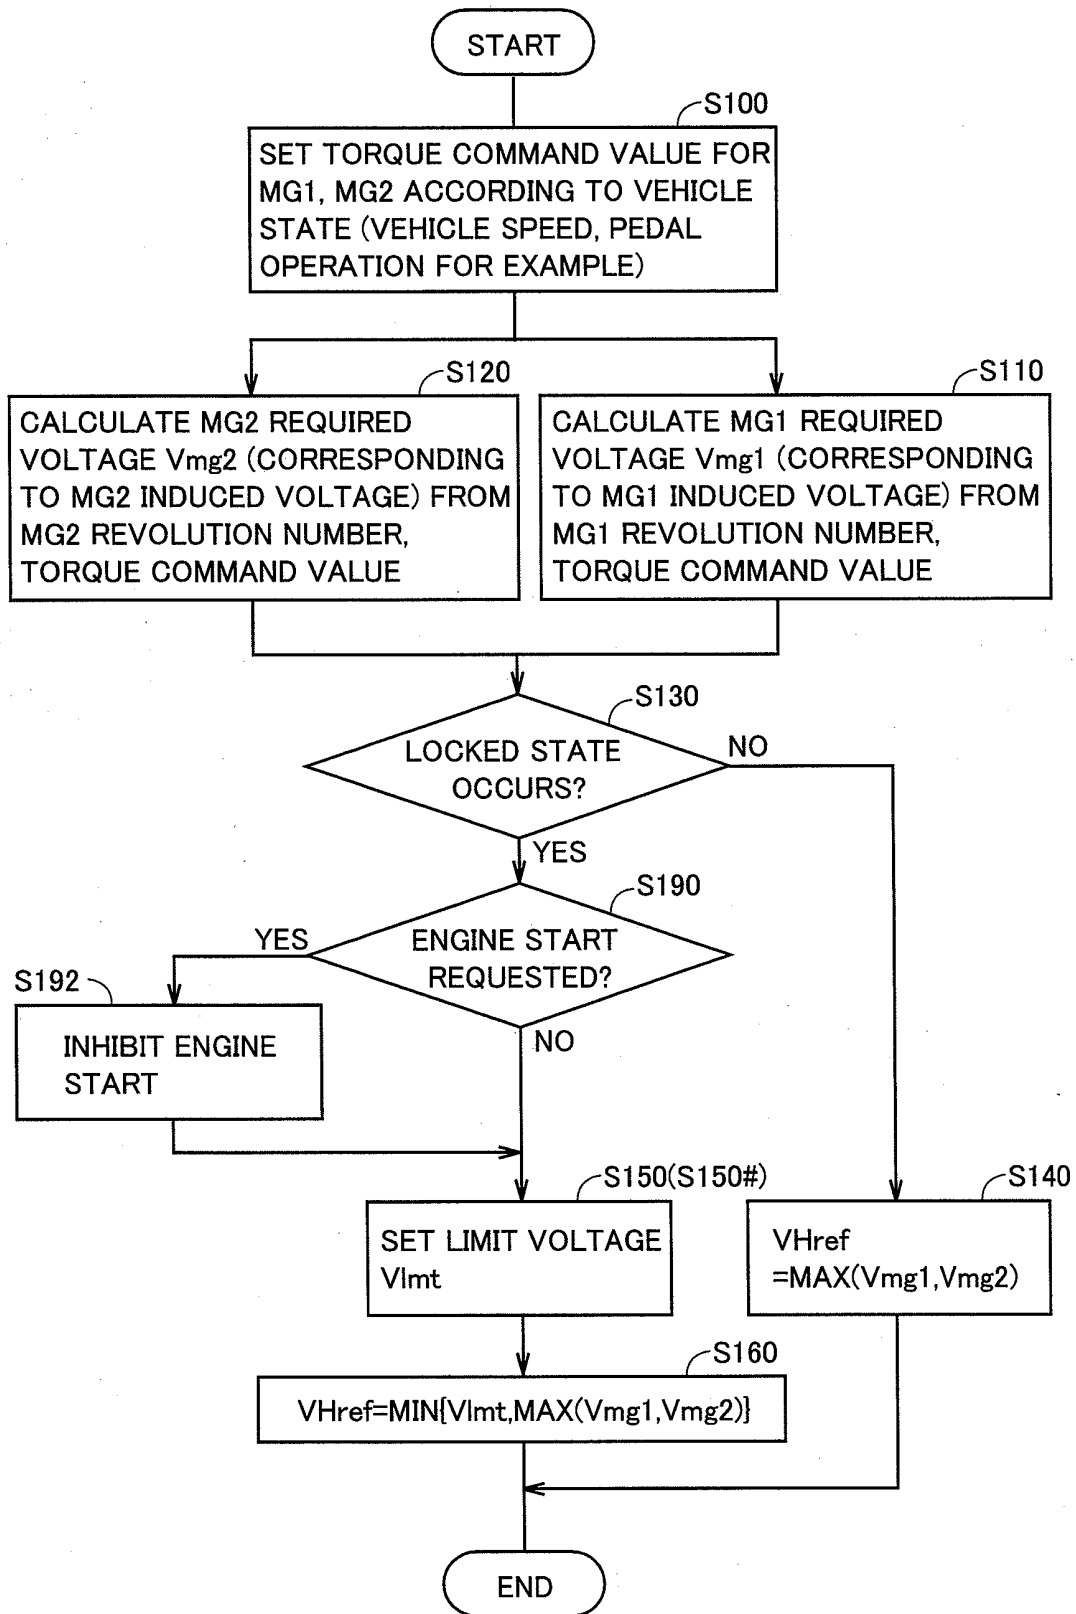 START
S100
SET TORQUE COMMAND VALUE FOR
MG1, MG2 ACCORDING TO VEHICLE
STATE (VEHICLE SPEED, PEDAL
OPERATION FOR EXAMPLE)
S120
CALCULATE MG2 REQUIRED
VOLTAGE Vmg2 (CORRESPONDING
TO MG2 INDUCED VOLTAGE) FROM
MG2 REVOLUTION NUMBER,
TORQUE COMMAND VALUE
S110
CALCULATE MG1 REQUIRED
VOLTAGE Vmg1 (CORRESPONDING
TO MG1 INDUCED VOLTAGE) FROM
MG1 REVOLUTION NUMBER,
TORQUE COMMAND VALUE
S130
LOCKED STATE
OCCURS?
NO
YES
S190
ENGINE START
REQUESTED?
YES
NO
S192
INHIBIT ENGINE
START
S150(S150#)
SET LIMIT VOLTAGE
Vlmt
S140
VHref
=MAX(Vmg1,Vmg2)
S160
VHref=MIN{Vlmt,MAX(Vmg1,Vmg2)}
END